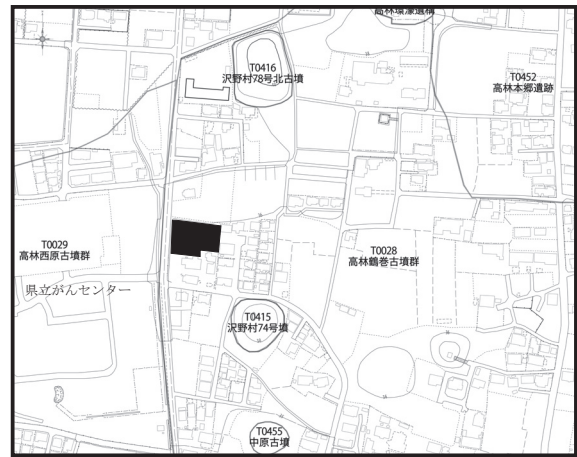 高林環濠遺構
T0416
沢野村78号北古墳
T0452
高林本郷遺跡
T0029
高林西原古墳群
T0028
高林鶴巻古墳群
県立がんセンター
T0415
沢野村74号墳
T0455
中原古墳